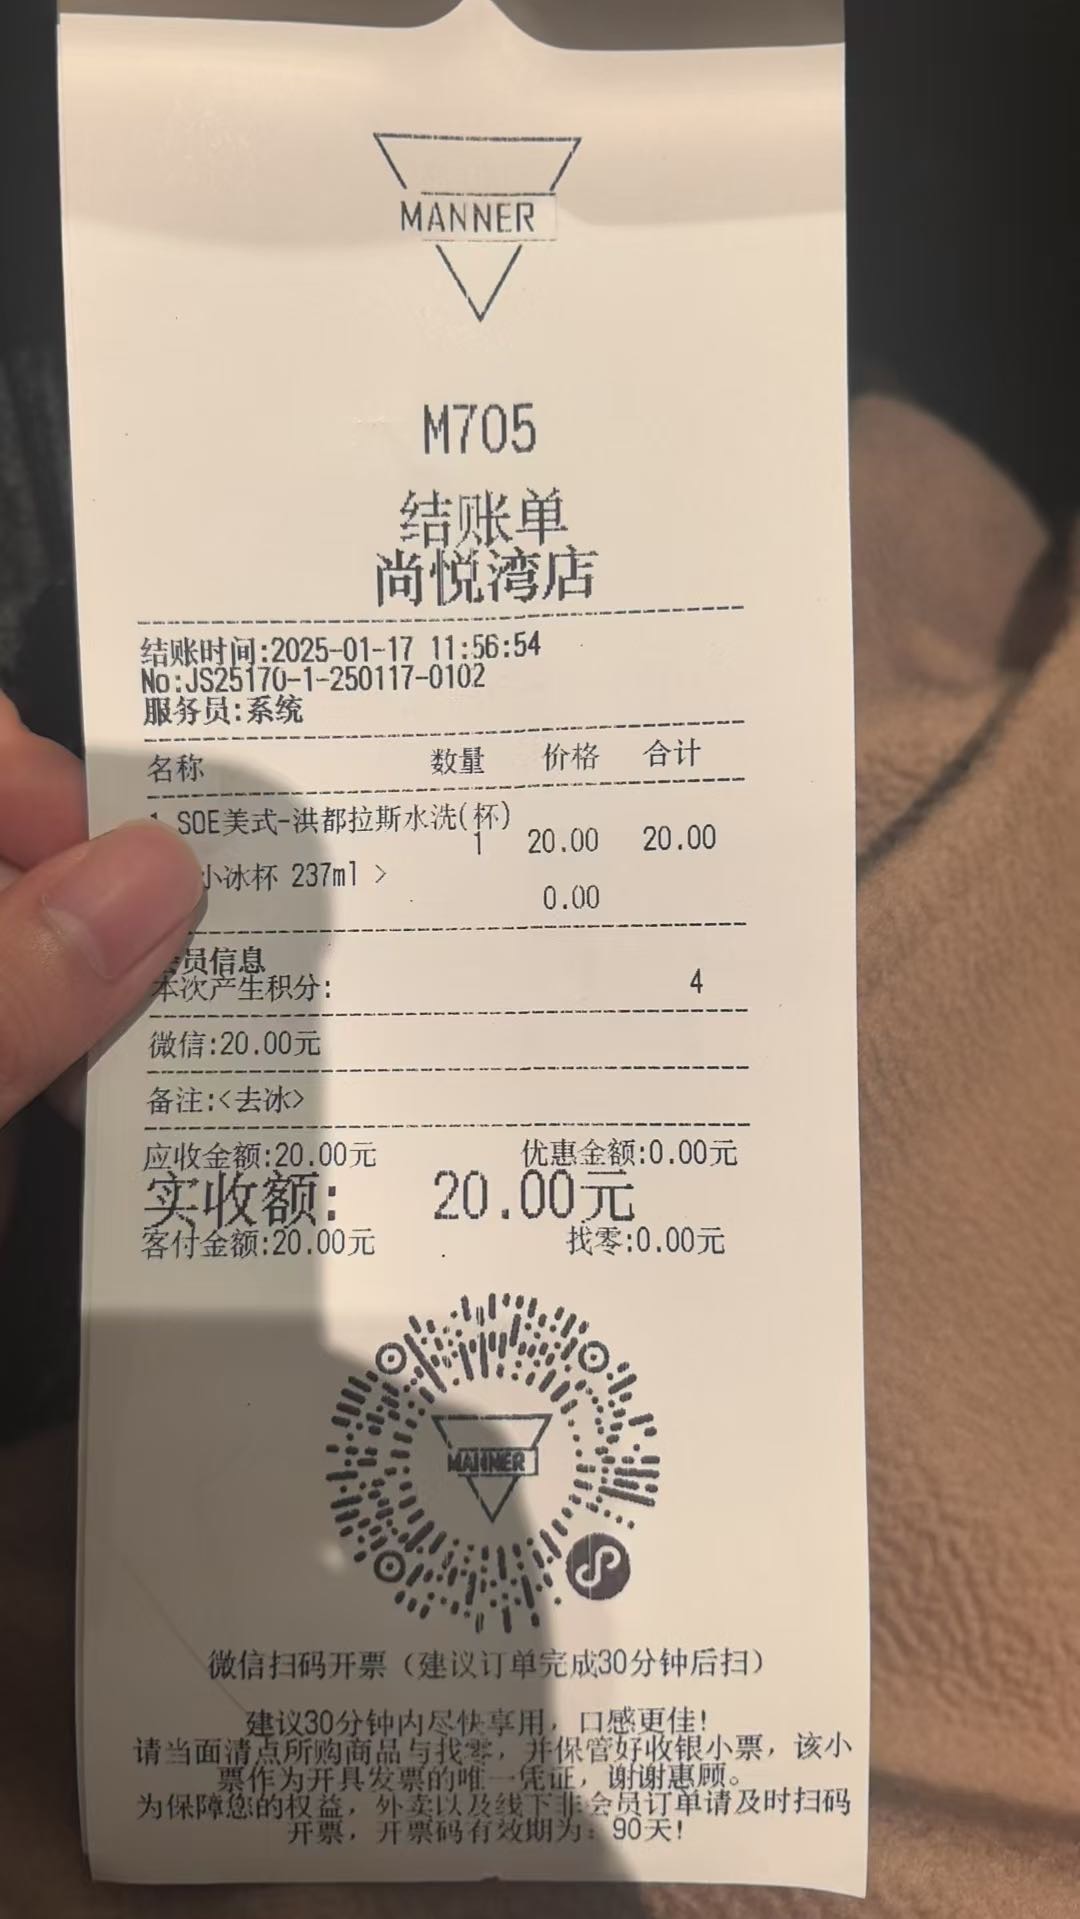 MANNER
M705
结账单
尚悦湾店
结账时间:2025-01-17 11:56:54
No:JS25170-1-250117-0102
服务员:系统
名称 数量 价格 合计
1 SOE美式-洪都拉斯水洗(杯)
1 20.00 20.00
小冰杯 237ml >
0.00
员信息
本次产生积分: 4
微信:20.00元
备注:<去冰>
应收金额:20.00元 优惠金额:0.00元
实收额: 20.00元
客付金额:20.00元 找零:0.00元
MANNER
微信扫码开票（建议订单完成30分钟后扫）
建议30分钟内尽快享用，口感更佳!
请当面清点所购商品与找零，并保管好收银小票，该小
票作为开具发票的唯一凭证，谢谢惠顾。
为保障您的权益，外卖以及线下非会员订单请及时扫码
开票，开票码有效期为：90天!